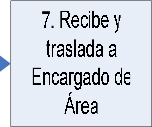 7. Recibe y
traslada a
Encargado de
Área